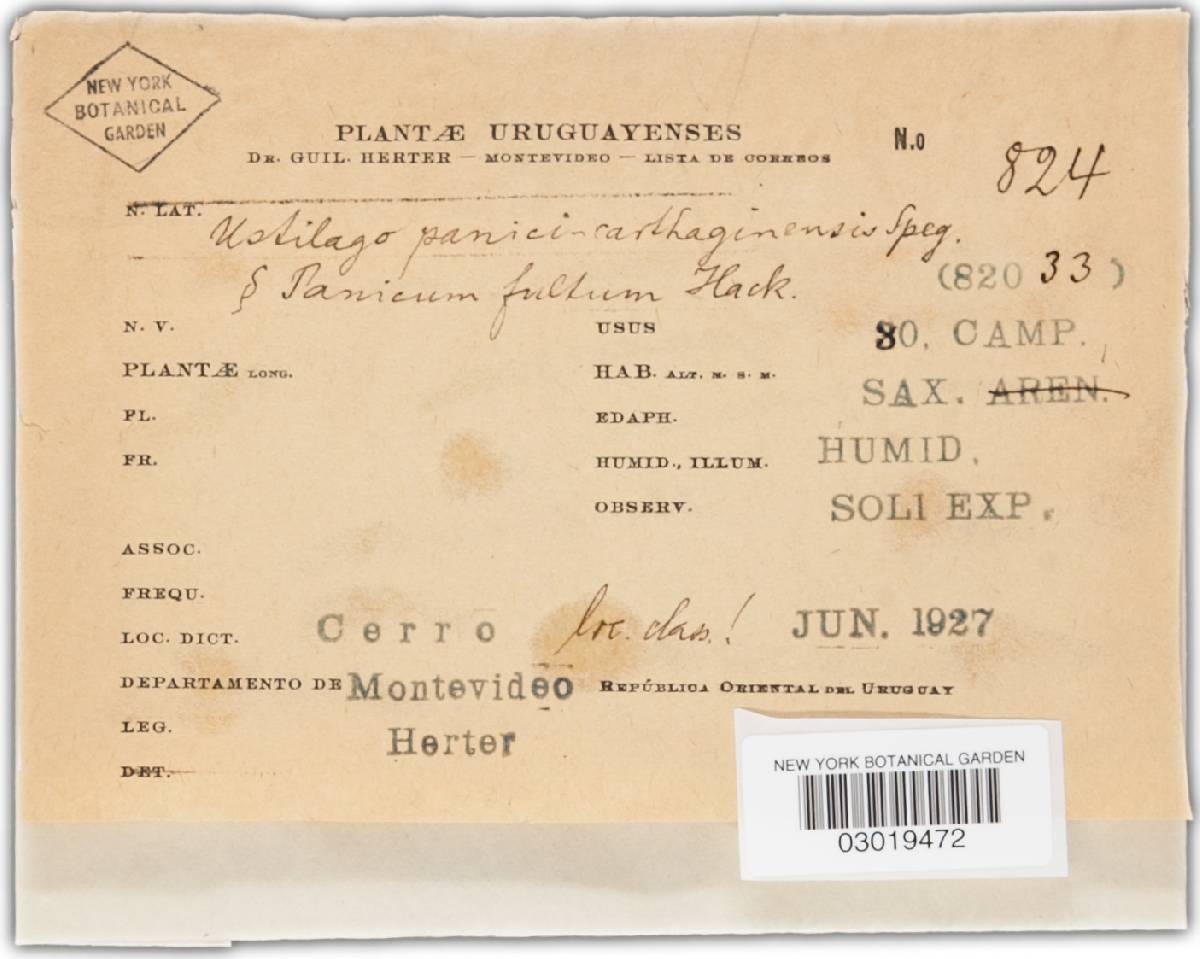 NEW YORK
BOTANICAL
GARDEN
PLANTÆ URUGUAYENSES
N.o 824
DR. GUIL. HERTER — MONTEVIDEO — LISTA DE CORREOS
N. LAT. Ustilago panici-carthaginensis Speg.
§ Panicum fultum Hack.
(82033)
N. V.
USUS
30, CAMP.
PLANTÆ LONG.
HAB. ALT. M. S. M.
SAX. AREN.
PL.
EDAPH.
FR.
HUMID., ILLUM. HUMID.
OBSERV. SOLI EXP.
ASSOC.
FREQU.
LOC. DICT. Cerro loc. class.! JUN. 1927
DEPARTAMENTO DE Montevideo REPÚBLICA ORIENTAL DEL URUGUAY
LEG. Herter
DET.
NEW YORK BOTANICAL GARDEN
03019472